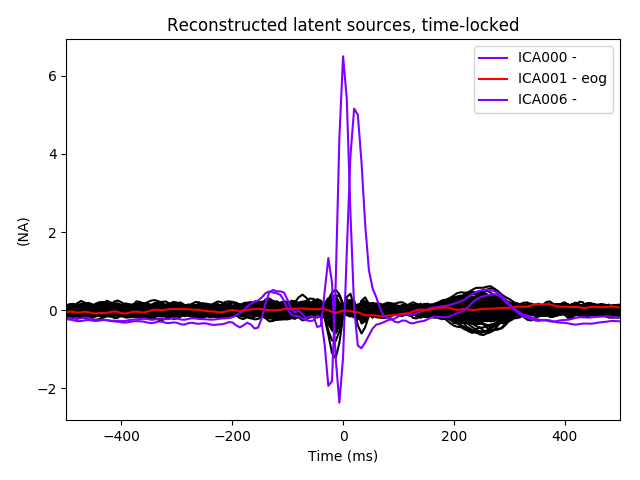 Reconstructed latent sources, time-locked
ICA000 -
ICA001 - eog
ICA006 -
(NA)
6
4
2
0
−2
−400
−200
0
200
400
Time (ms)